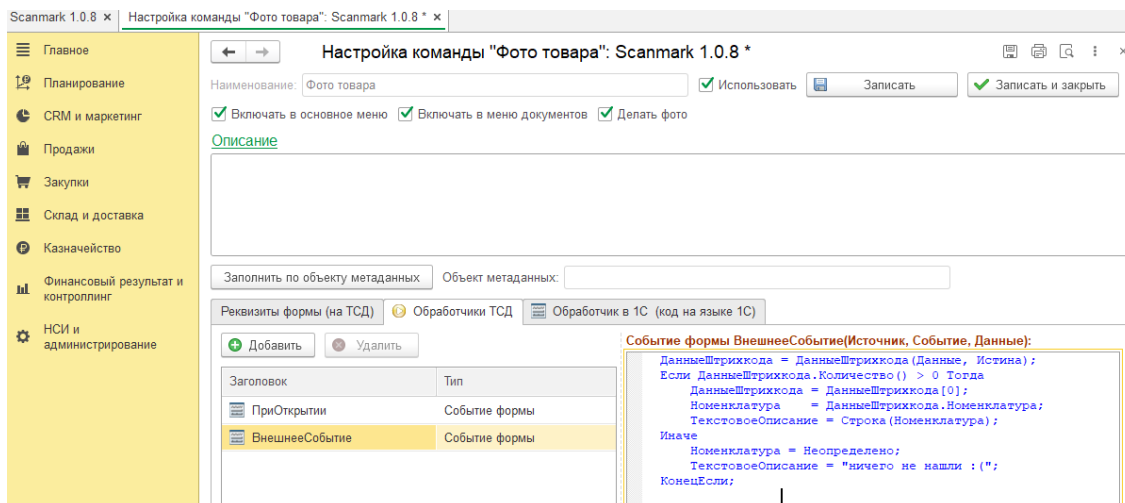 Scanmark 1.0.8 × Настройка команды "Фото товара": Scanmark 1.0.8 * ×
Главное
Планирование
CRM и маркетинг
Продажи
Закупки
Склад и доставка
Казначейство
Финансовый результат и
контроллинг
НСИ и
администрирование
Настройка команды "Фото товара": Scanmark 1.0.8 *
Наименование: Фото товара Использовать Записать Записать и закрыть
Включать в основное меню Включать в меню документов Делать фото
Описание
Заполнить по объекту метаданных Объект метаданных:
Реквизиты формы (на ТСД) Обработчики ТСД Обработчик в 1С (код на языке 1С)
Добавить Удалить
Заголовок Тип
ПриОткрытии Событие формы
ВнешнееСобытие Событие формы
Событие формы ВнешнееСобытие(Источник, Событие, Данные):
ДанныеШтрихкода = ДанныеШтрихкода(Данные, Истина);
Если ДанныеШтрихкода.Количество() > 0 Тогда
ДанныеШтрихкода = ДанныеШтрихкода[0];
Номенклатура = ДанныеШтрихкода.Номенклатура;
ТекстовоеОписание = Строка(Номенклатура);
Иначе
Номенклатура = Неопределено;
ТекстовоеОписание = "ничего не нашли :(";
КонецЕсли;